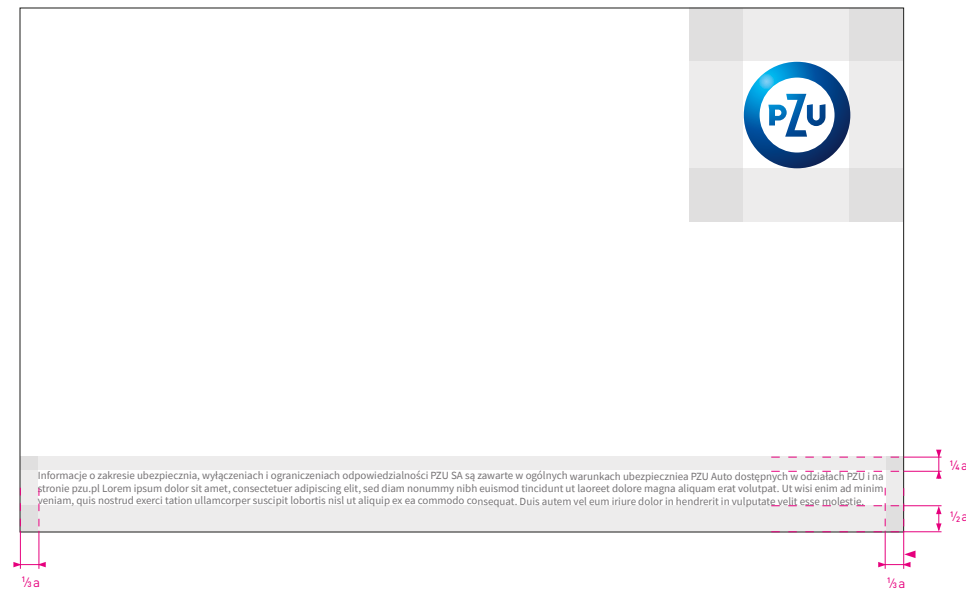 PZU
Informacje o zakresie ubezpiecznia, wyłączeniach i ograniczeniach odpowiedzialności PZU SA są zawarte w ogólnych warunkach ubezpieczniea PZU Auto dostępnych w odziałach PZU i na
stronie pzu.pl Lorem ipsum dolor sit amet, consectetuer adipiscing elit, sed diam nonummy nibh euismod tincidunt ut laoreet dolore magna aliquam erat volutpat. Ut wisi enim ad minim
veniam, quis nostrud exerci tation ullamcorper suscipit lobortis nisl ut aliquip ex ea commodo consequat. Duis autem vel eum iriure dolor in hendrerit in vulputate velit esse molestie.
¼a
½a
⅓a
⅓a